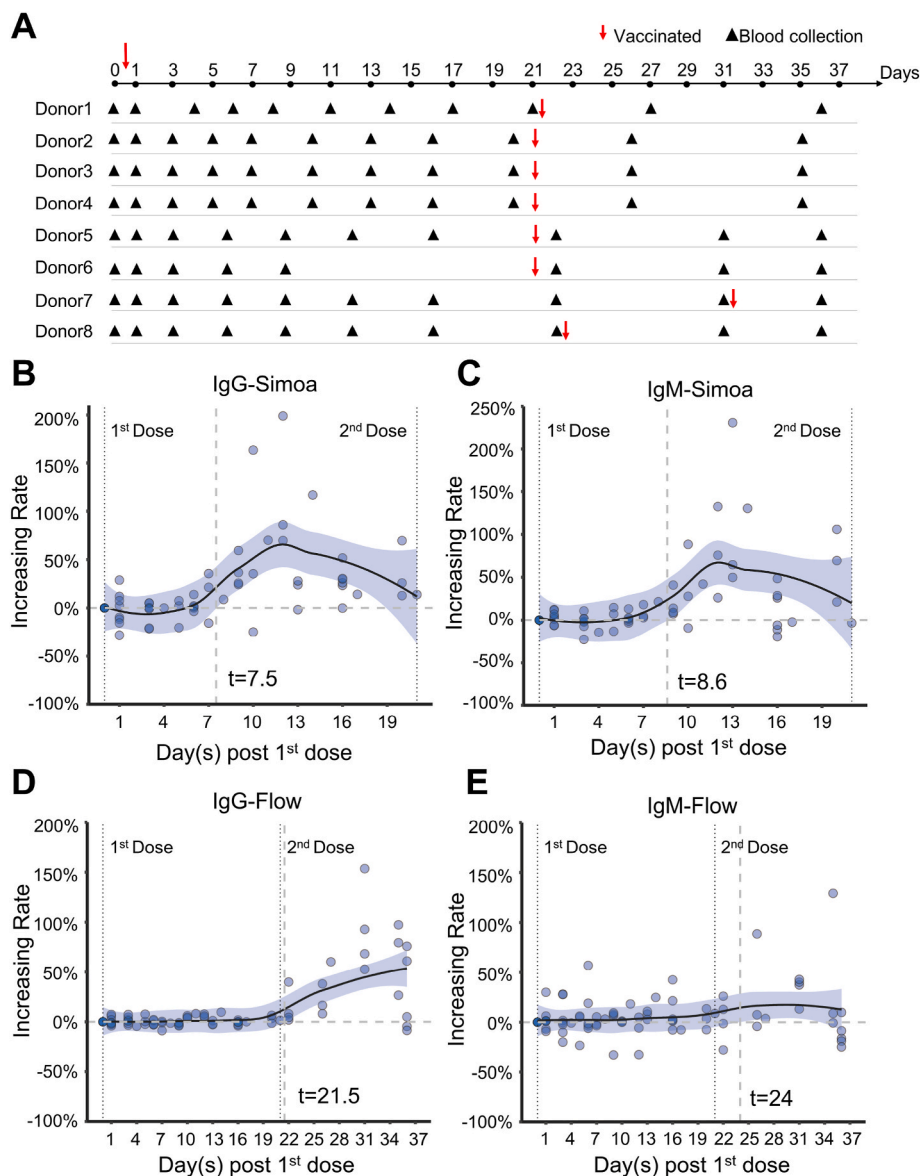 A
Vaccinated
Blood collection
0 1 3 5 7 9 11 13 15 17 19 21 23 25 27 29 31 33 35 37 Days
Donor1
Donor2
Donor3
Donor4
Donor5
Donor6
Donor7
Donor8
B
IgG-Simoa
200%
150%
100%
50%
0%
-50%
-100%
Increasing Rate
1st Dose
2nd Dose
t=7.5
1 4 7 10 13 16 19
Day(s) post 1st dose
C
IgM-Simoa
250%
200%
150%
100%
50%
0%
-50%
-100%
Increasing Rate
1st Dose
2nd Dose
t=8.6
1 4 7 10 13 16 19
Day(s) post 1st dose
D
IgG-Flow
200%
150%
100%
50%
0%
-50%
-100%
Increasing Rate
1st Dose
2nd Dose
t=21.5
1 4 7 10 13 16 19 22 25 28 31 34 37
Day(s) post 1st dose
E
IgM-Flow
200%
150%
100%
50%
0%
-50%
-100%
Increasing Rate
1st Dose
2nd Dose
t=24
1 4 7 10 13 16 19 22 25 28 31 34 37
Day(s) post 1st dose